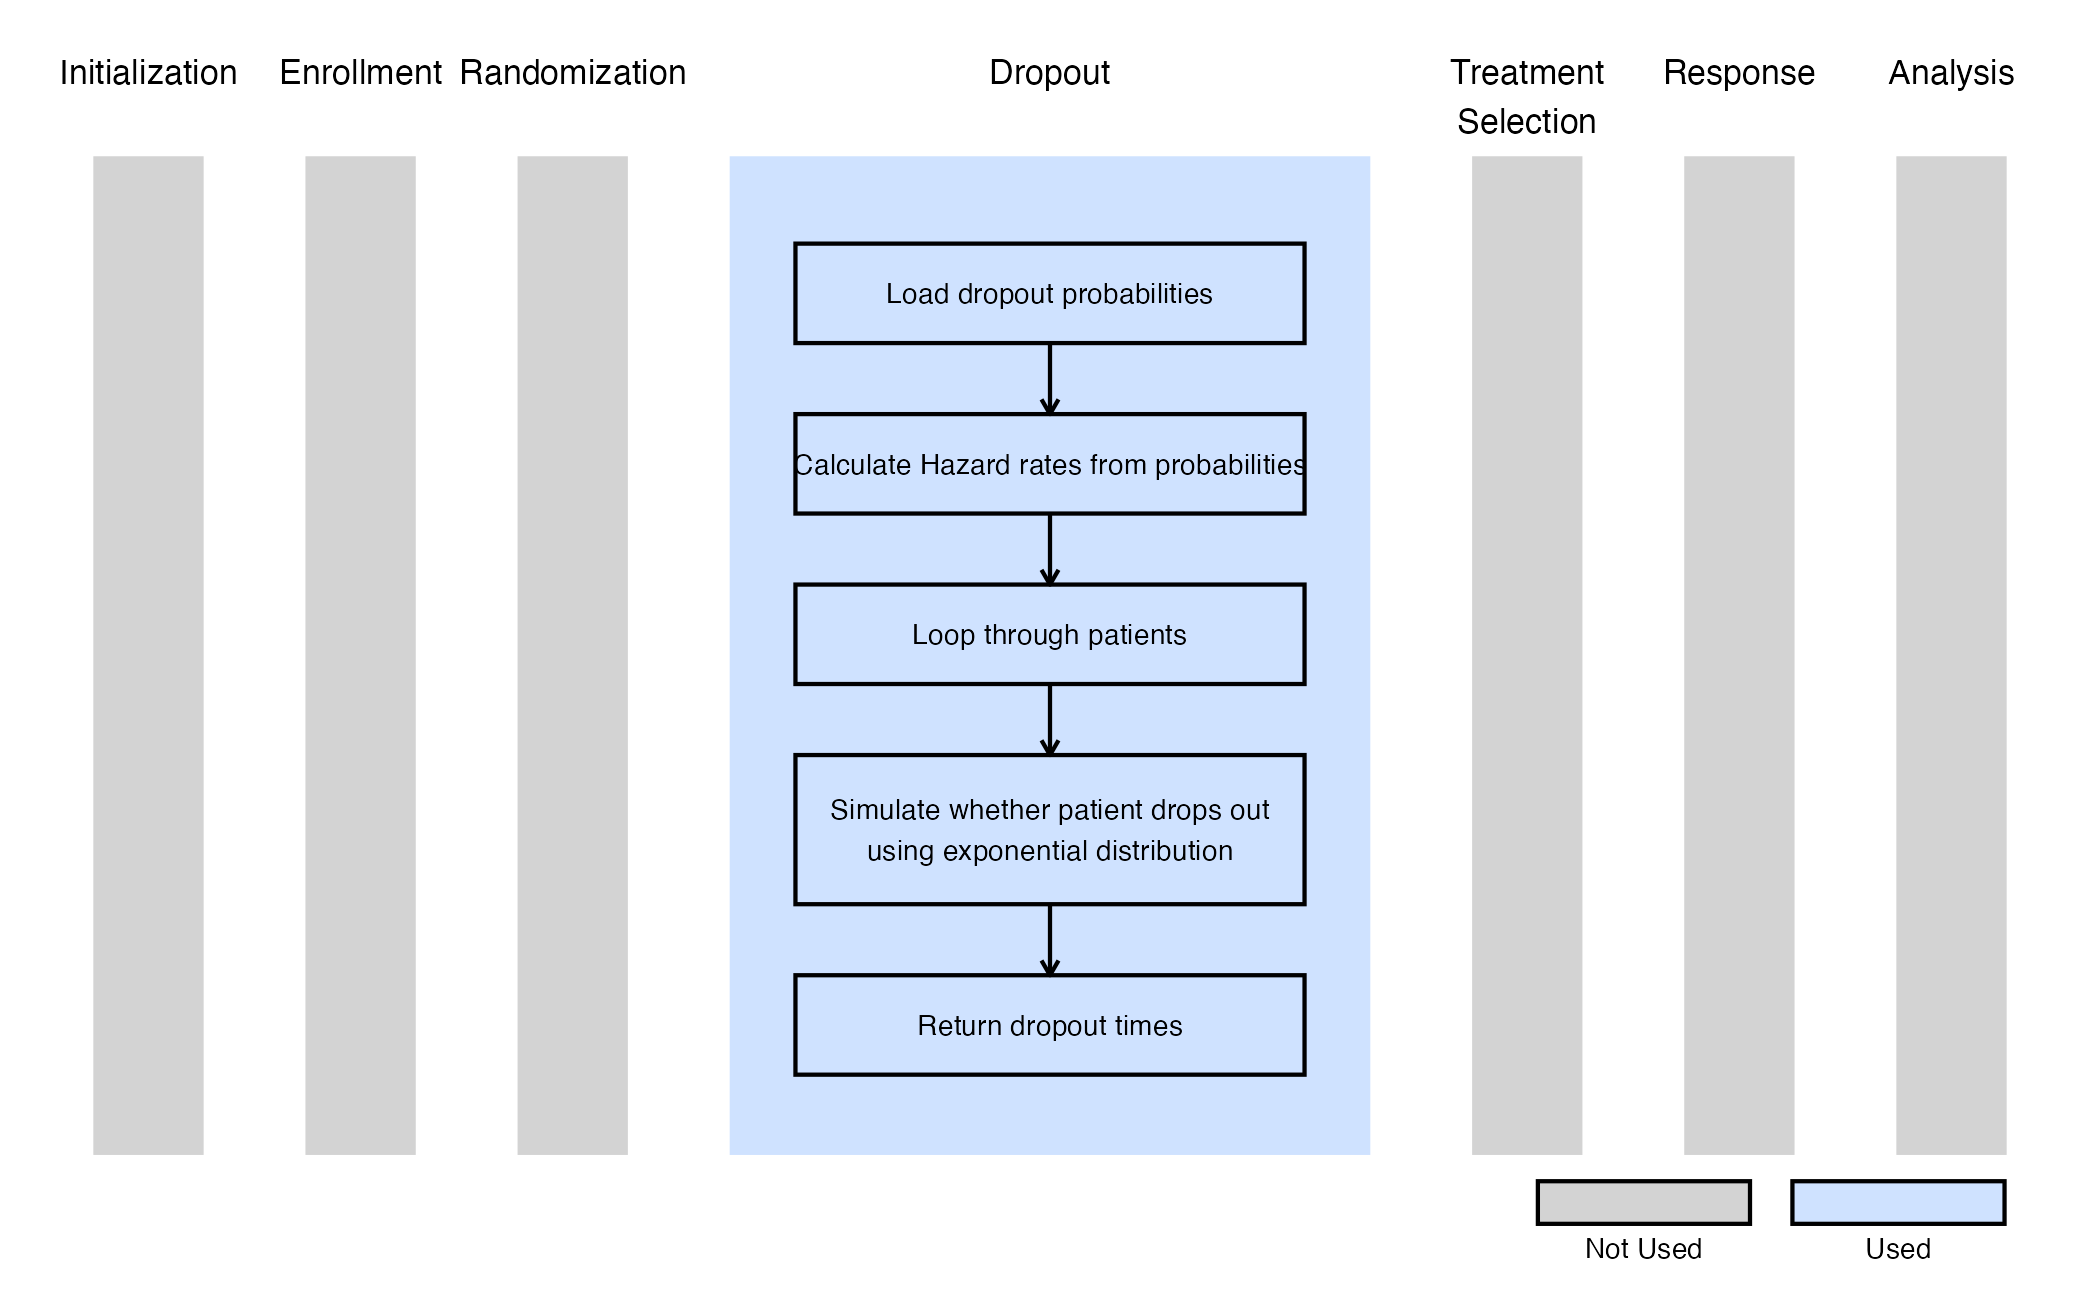 Initialization
Enrollment
Randomization
Dropout
Treatment
Selection
Response
Analysis
Load dropout probabilities
Calculate Hazard rates from probabilities
Loop through patients
Simulate whether patient drops out
using exponential distribution
Return dropout times
Not Used
Used